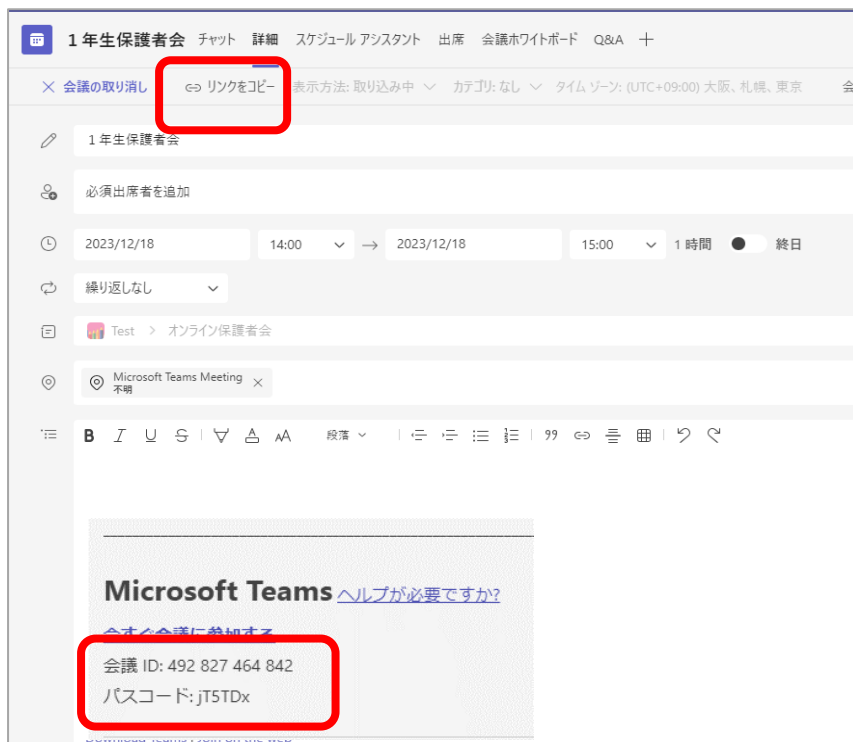 1年生保護者会 チャット 詳細 スケジュール アシスタント 出席 会議ホワイトボード Q&A
会議の取り消し リンクをコピー 表示方法: 取り込み中 カテゴリ: なし タイム ゾーン: (UTC+09:00) 大阪、札幌、東京 会
1年生保護者会
必須出席者を追加
2023/12/18 14:00 → 2023/12/18 15:00 1 時間 終日
繰り返しなし
Test > オンライン保護者会
Microsoft Teams Meeting
不明
B I U S A AA 段落
Microsoft Teams ヘルプが必要ですか?
今すぐ会議に参加する
会議 ID: 492 827 464 842
パスコード: jT5TDx
Download Teams | Join on the web